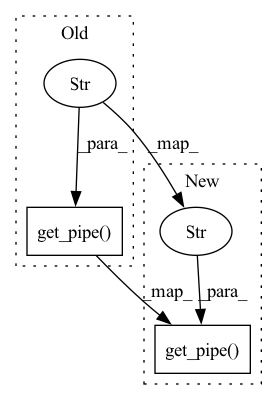 Old
Str
_para_
_map_
New
get_pipe()
Str
_map_
_para_
get_pipe()